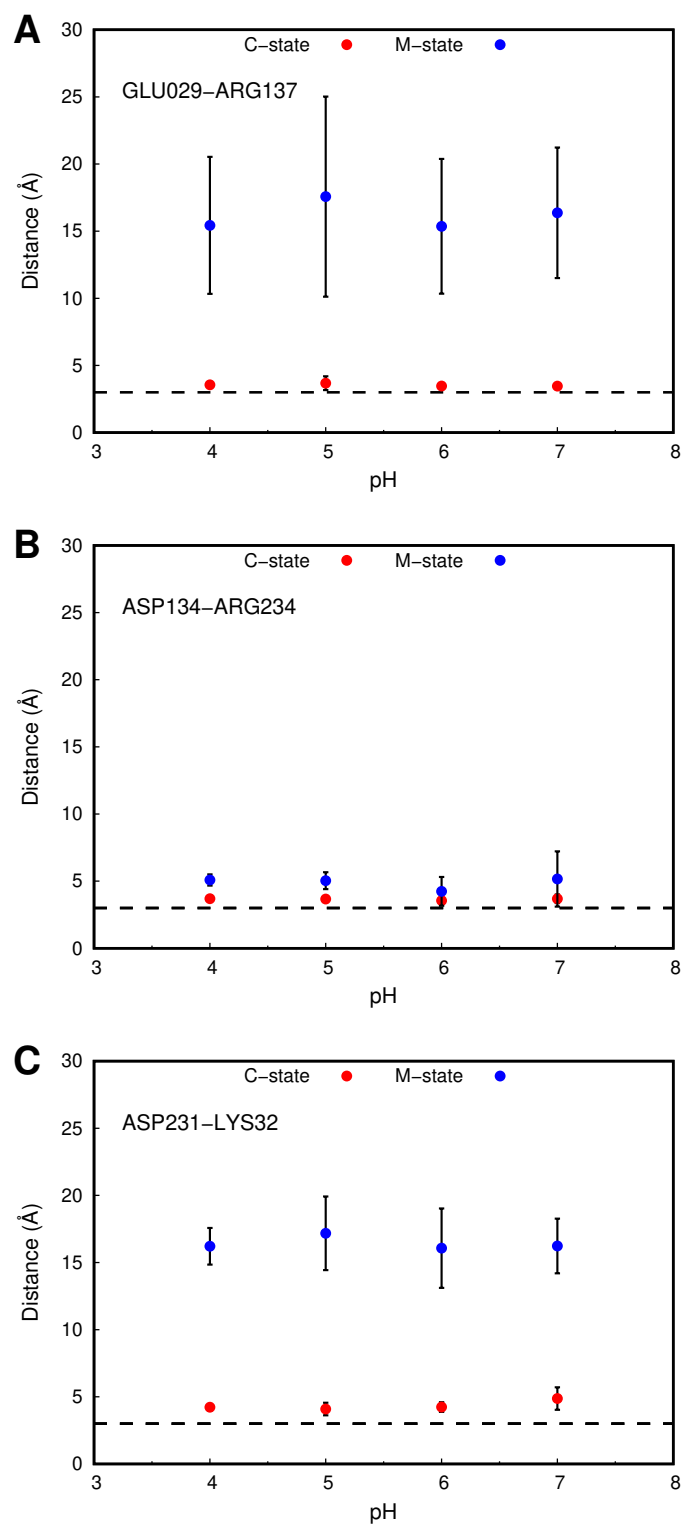 A
C−state M−state
GLU029−ARG137
Distance (Å)
30
25
20
15
10
5
0
3 4 5 6 7 8
pH
B
C−state M−state
ASP134−ARG234
Distance (Å)
30
25
20
15
10
5
0
3 4 5 6 7 8
pH
C
C−state M−state
ASP231−LYS32
Distance (Å)
30
25
20
15
10
5
0
3 4 5 6 7 8
pH